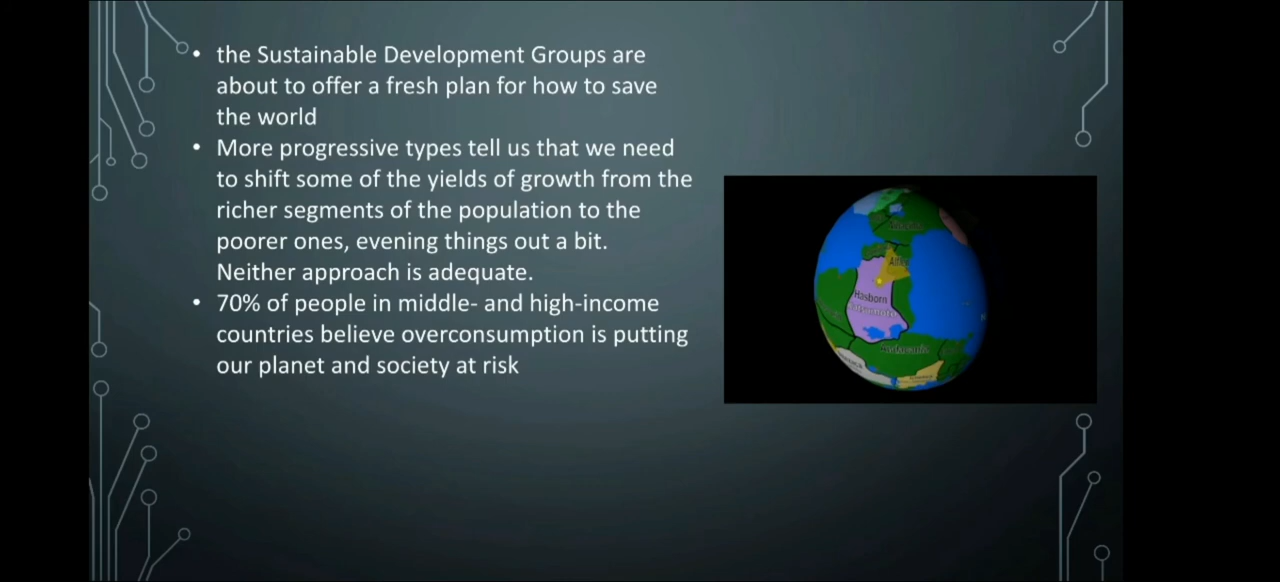 • the Sustainable Development Groups are
about to offer a fresh plan for how to save
the world
• More progressive types tell us that we need
to shift some of the yields of growth from the
richer segments of the population to the
poorer ones, evening things out a bit.
Neither approach is adequate.
• 70% of people in middle- and high-income
countries believe overconsumption is putting
our planet and society at risk
Hasborn